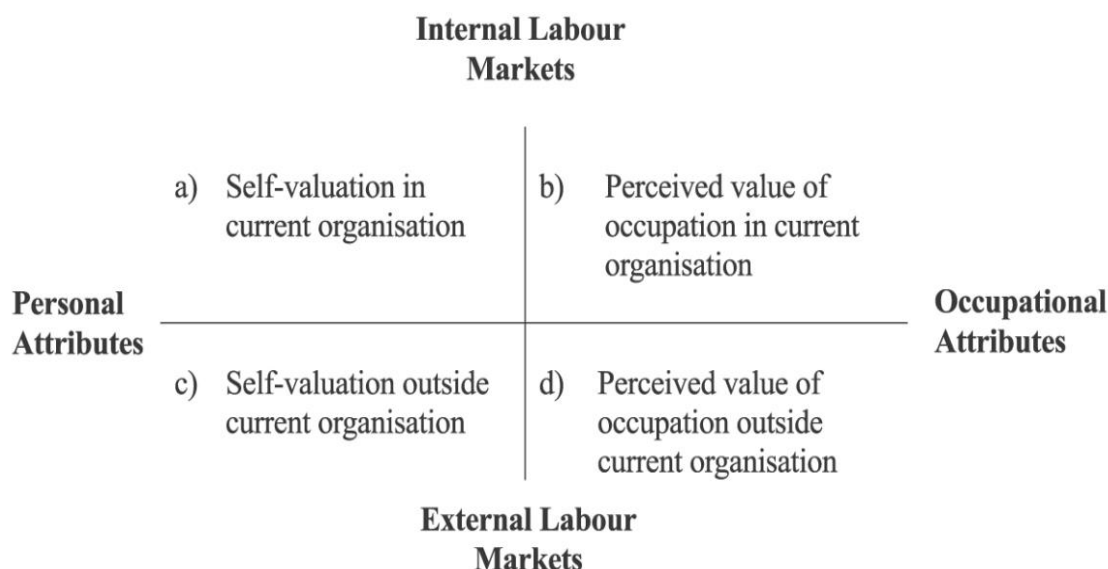 Internal Labour
Markets
a) Self-valuation in
current organisation
b) Perceived value of
occupation in current
organisation
Personal
Attributes
Occupational
Attributes
c) Self-valuation outside
current organisation
d) Perceived value of
occupation outside
current organisation
External Labour
Markets